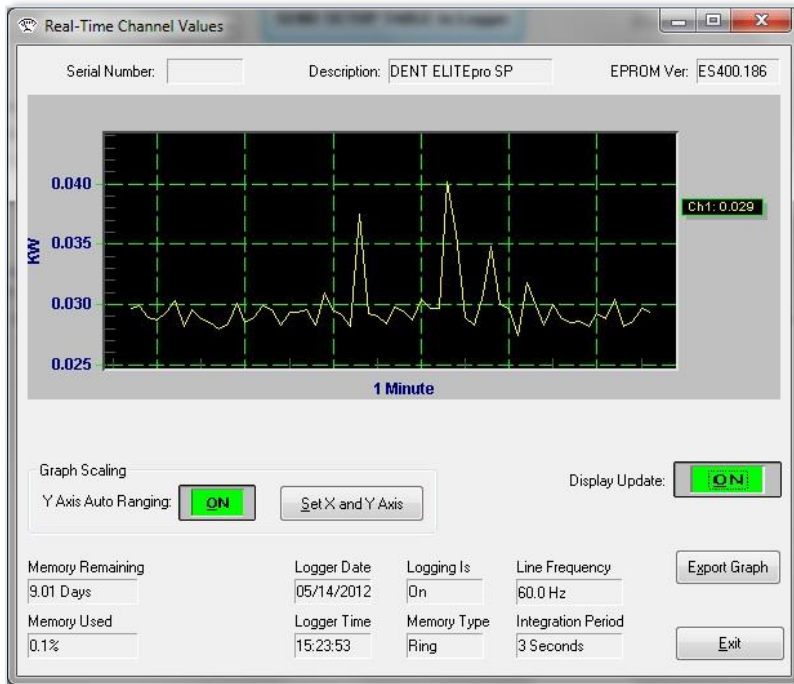 Real-Time Channel Values
Serial Number:
Description: DENT ELITEpro SP
EPROM Ver: ES400.186
0.040
0.035
0.030
0.025
KW
1 Minute
Ch1: 0.029
Graph Scaling
Y Axis Auto Ranging: ON
Set X and Y Axis
Display Update: ON
Memory Remaining
9.01 Days
Logger Date
05/14/2012
Logging Is
On
Line Frequency
60.0 Hz
Export Graph
Memory Used
0.1%
Logger Time
15:23:53
Memory Type
Ring
Integration Period
3 Seconds
Exit